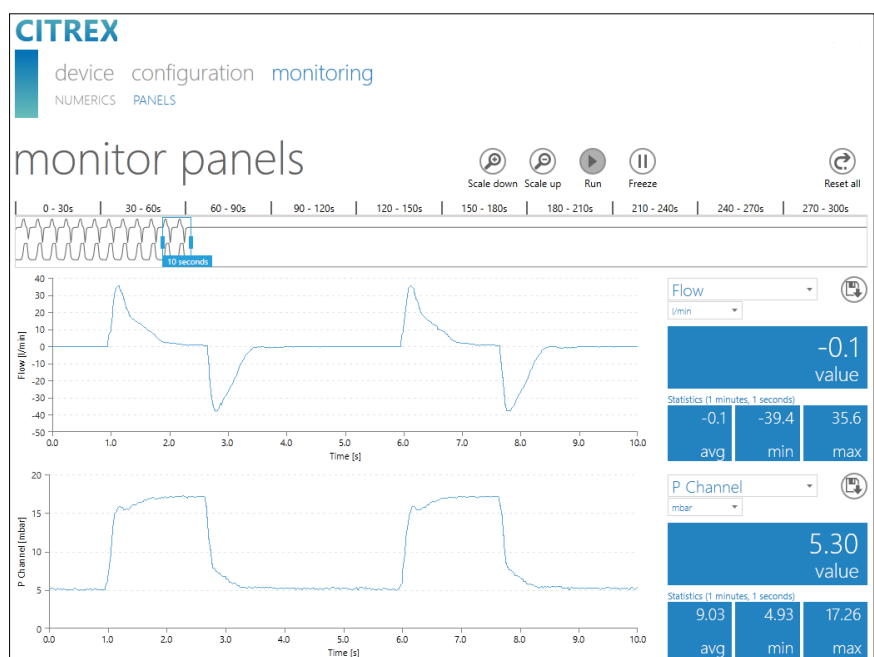 CITREX
device configuration monitoring
NUMERICS PANELS
monitor panels
Scale down Scale up Run Freeze Reset all
0 - 30s 30 - 60s 60 - 90s 90 - 120s 120 - 150s 150 - 180s 180 - 210s 210 - 240s 240 - 270s 270 - 300s
10 seconds
Flow [l/min]
40
30
20
10
0
-10
-20
-30
-40
-50
0.0 1.0 2.0 3.0 4.0 5.0 6.0 7.0 8.0 9.0 10.0
Time [s]
Flow
l/min
-0.1
value
Statistics (1 minutes, 1 seconds)
-0.1 -39.4 35.6
avg min max
P Channel [mbar]
20
15
10
5
0
0.0 1.0 2.0 3.0 4.0 5.0 6.0 7.0 8.0 9.0 10.0
Time [s]
P Channel
mbar
5.30
value
Statistics (1 minutes, 1 seconds)
9.03 4.93 17.26
avg min max